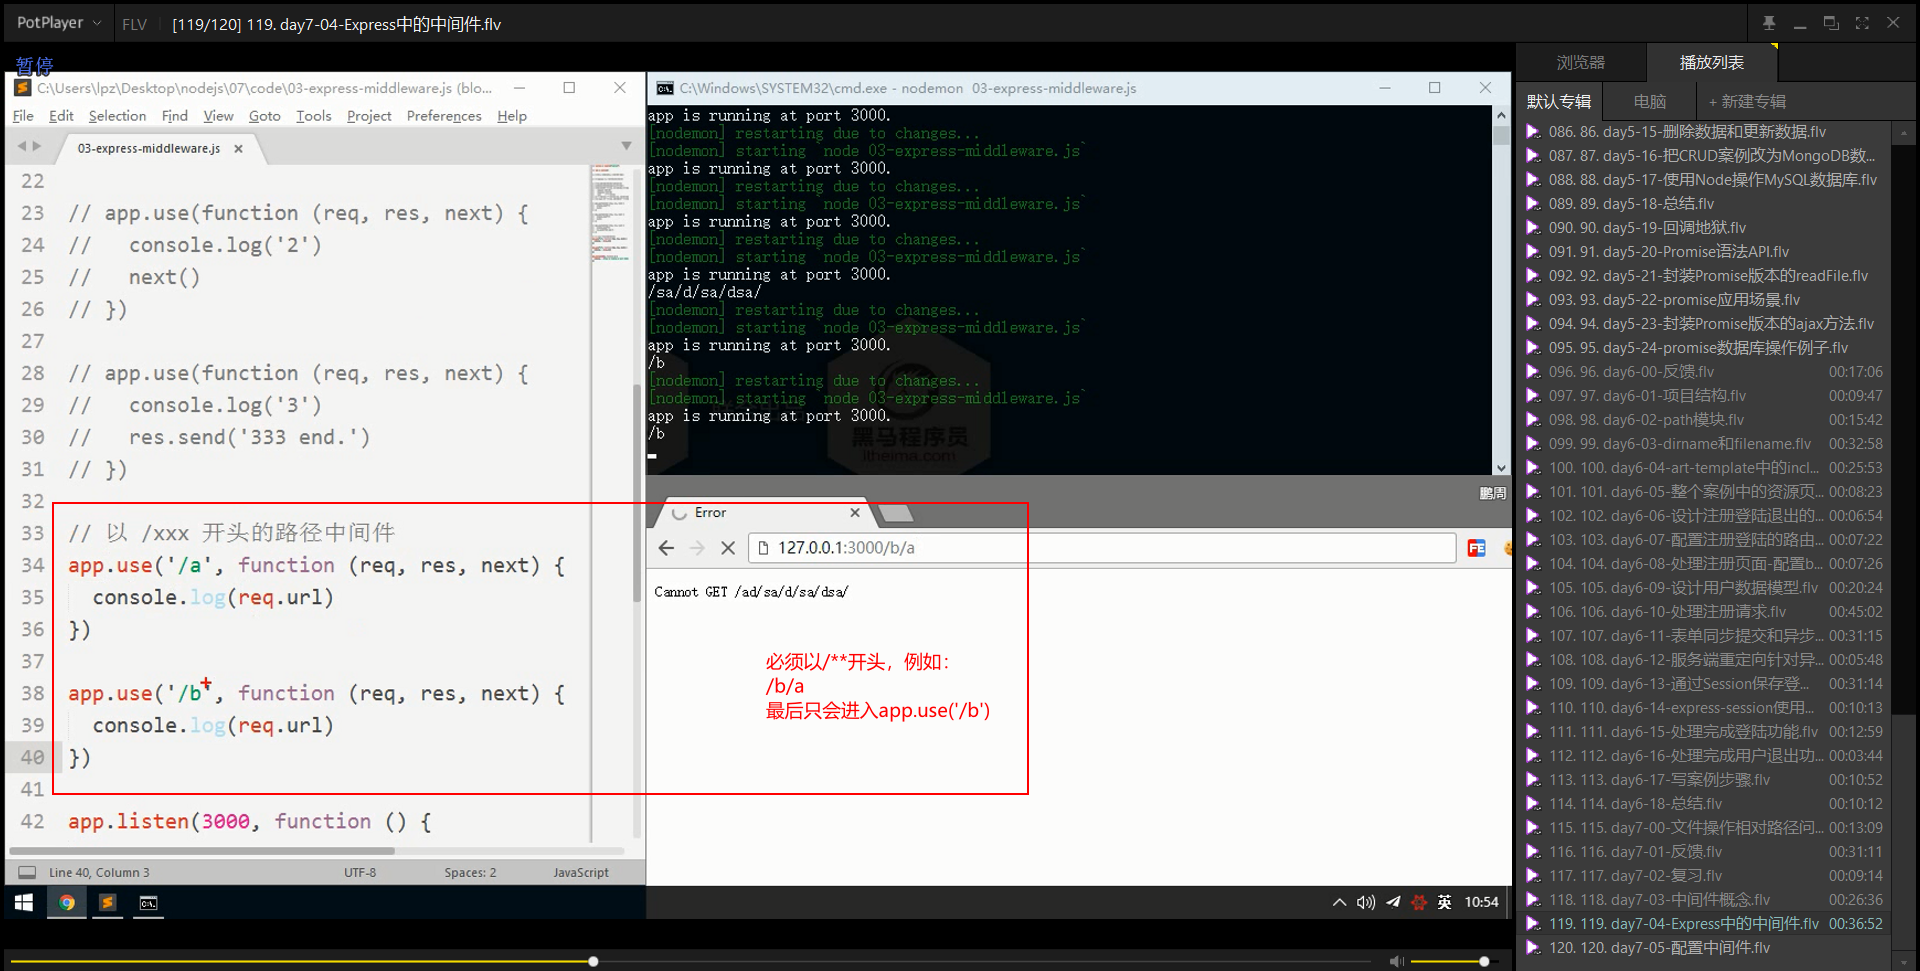 PotPlayer
FLV
[119/120] 119. day7-04-Express中的中间件.flv
暂停
C:\Users\lpz\Desktop\nodejs\07\code\03-express-middleware.js (blo...
File Edit Selection Find View Goto Tools Project Preferences Help
03-express-middleware.js
22
23 // app.use(function (req, res, next) {
24 //   console.log('2')
25 //   next()
26 // })
27
28 // app.use(function (req, res, next) {
29 //   console.log('3')
30 //   res.send('333 end.')
31 // })
32
33 // 以 /xxx 开头的路径中间件
34 app.use('/a', function (req, res, next) {
35   console.log(req.url)
36 })
37
38 app.use('/b', function (req, res, next) {
39   console.log(req.url)
40 })
41
42 app.listen(3000, function () {
Line 40, Column 3
UTF-8
Spaces: 2
JavaScript
C:\Windows\SYSTEM32\cmd.exe - nodemon  03-express-middleware.js
app is running at port 3000.
[nodemon] restarting due to changes...
[nodemon] starting `node 03-express-middleware.js`
app is running at port 3000.
[nodemon] restarting due to changes...
[nodemon] starting `node 03-express-middleware.js`
app is running at port 3000.
[nodemon] restarting due to changes...
[nodemon] starting `node 03-express-middleware.js`
app is running at port 3000.
/sa/d/sa/dsa/
[nodemon] restarting due to changes...
[nodemon] starting `node 03-express-middleware.js`
app is running at port 3000.
/b
[nodemon] restarting due to changes...
[nodemon] starting `node 03-express-middleware.js`
app is running at port 3000.
/b
黑马程序员
itheima.com
鹏周
Error
127.0.0.1:3000/b/a
FE
Cannot GET /ad/sa/d/sa/dsa/
必须以/**开头，例如：
/b/a
最后只会进入app.use('/b')
英
10:54
浏览器
播放列表
默认专辑
电脑
+ 新建专辑
086. 86. day5-15-删除数据和更新数据.flv
087. 87. day5-16-把CRUD案例改为MongoDB数...
088. 88. day5-17-使用Node操作MySQL数据库.flv
089. 89. day5-18-总结.flv
090. 90. day5-19-回调地狱.flv
091. 91. day5-20-Promise语法API.flv
092. 92. day5-21-封装Promise版本的readFile.flv
093. 93. day5-22-promise应用场景.flv
094. 94. day5-23-封装Promise版本的ajax方法.flv
095. 95. day5-24-promise数据库操作例子.flv
096. 96. day6-00-反馈.flv 00:17:06
097. 97. day6-01-项目结构.flv 00:09:47
098. 98. day6-02-path模块.flv 00:15:42
099. 99. day6-03-dirname和filename.flv 00:32:58
100. 100. day6-04-art-template中的incl... 00:25:53
101. 101. day6-05-整个案例中的资源页... 00:08:23
102. 102. day6-06-设计注册登陆退出的... 00:06:54
103. 103. day6-07-配置注册登陆的路由... 00:07:22
104. 104. day6-08-处理注册页面-配置b... 00:07:26
105. 105. day6-09-设计用户数据模型.flv 00:20:24
106. 106. day6-10-处理注册请求.flv 00:45:02
107. 107. day6-11-表单同步提交和异步... 00:31:15
108. 108. day6-12-服务端重定向针对异... 00:05:48
109. 109. day6-13-通过Session保存登... 00:31:14
110. 110. day6-14-express-session使用... 00:10:13
111. 111. day6-15-处理完成登陆功能.flv 00:12:59
112. 112. day6-16-处理完成用户退出功... 00:03:44
113. 113. day6-17-写案例步骤.flv 00:10:52
114. 114. day6-18-总结.flv 00:10:12
115. 115. day7-00-文件操作相对路径问... 00:13:09
116. 116. day7-01-反馈.flv 00:31:11
117. 117. day7-02-复习.flv 00:09:14
118. 118. day7-03-中间件概念.flv 00:26:36
119. 119. day7-04-Express中的中间件.flv 00:36:52
120. 120. day7-05-配置中间件.flv